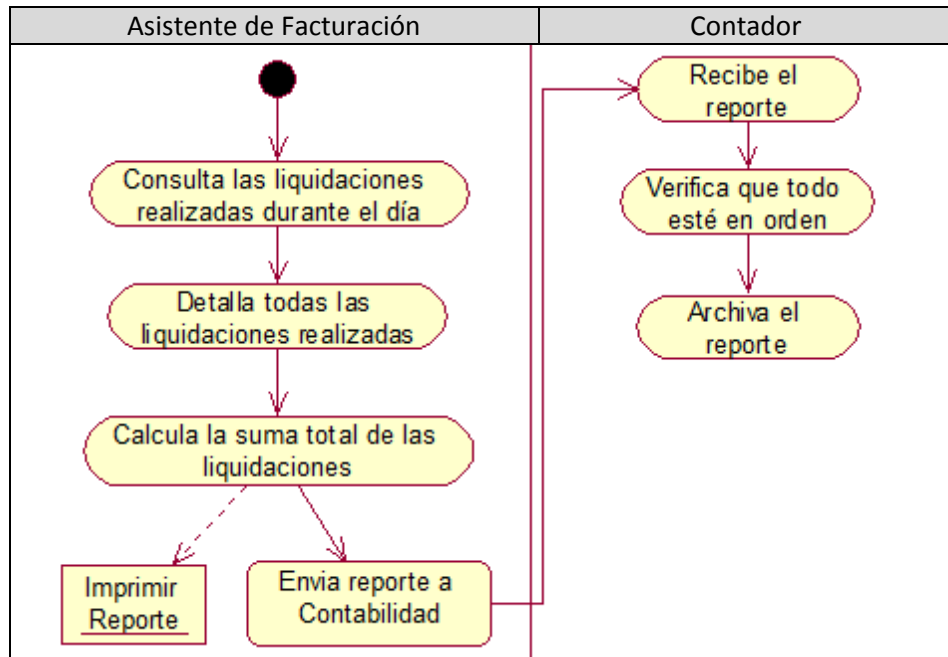 Asistente de Facturación
Contador
Consulta las liquidaciones
realizadas durante el día
Detalla todas las
liquidaciones realizadas
Calcula la suma total de las
liquidaciones
Imprimir
Reporte
Envia reporte a
Contabilidad
Recibe el
reporte
Verifica que todo
esté en orden
Archiva el
reporte